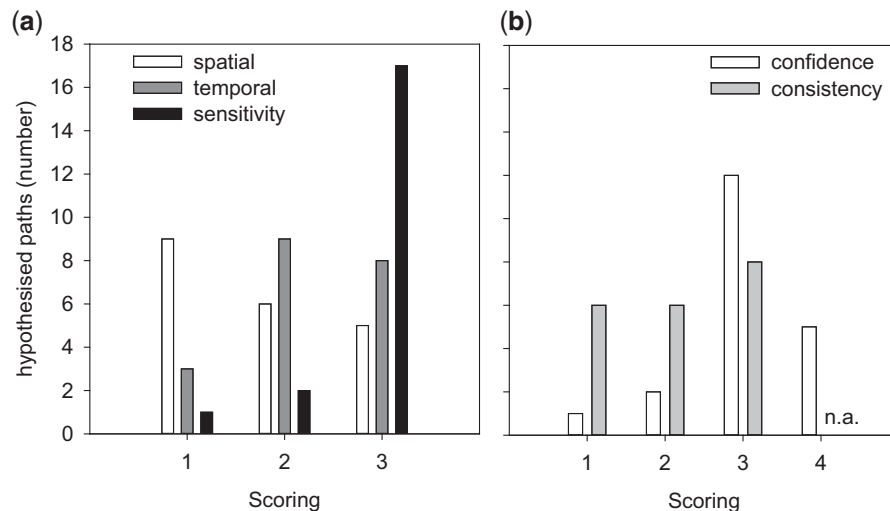 (a)
18
16
14
12
10
8
6
4
2
0
hypothesised paths (number)
spatial
temporal
sensitivity
1 2 3
Scoring
(b)
confidence
consistency
n.a.
1 2 3 4
Scoring